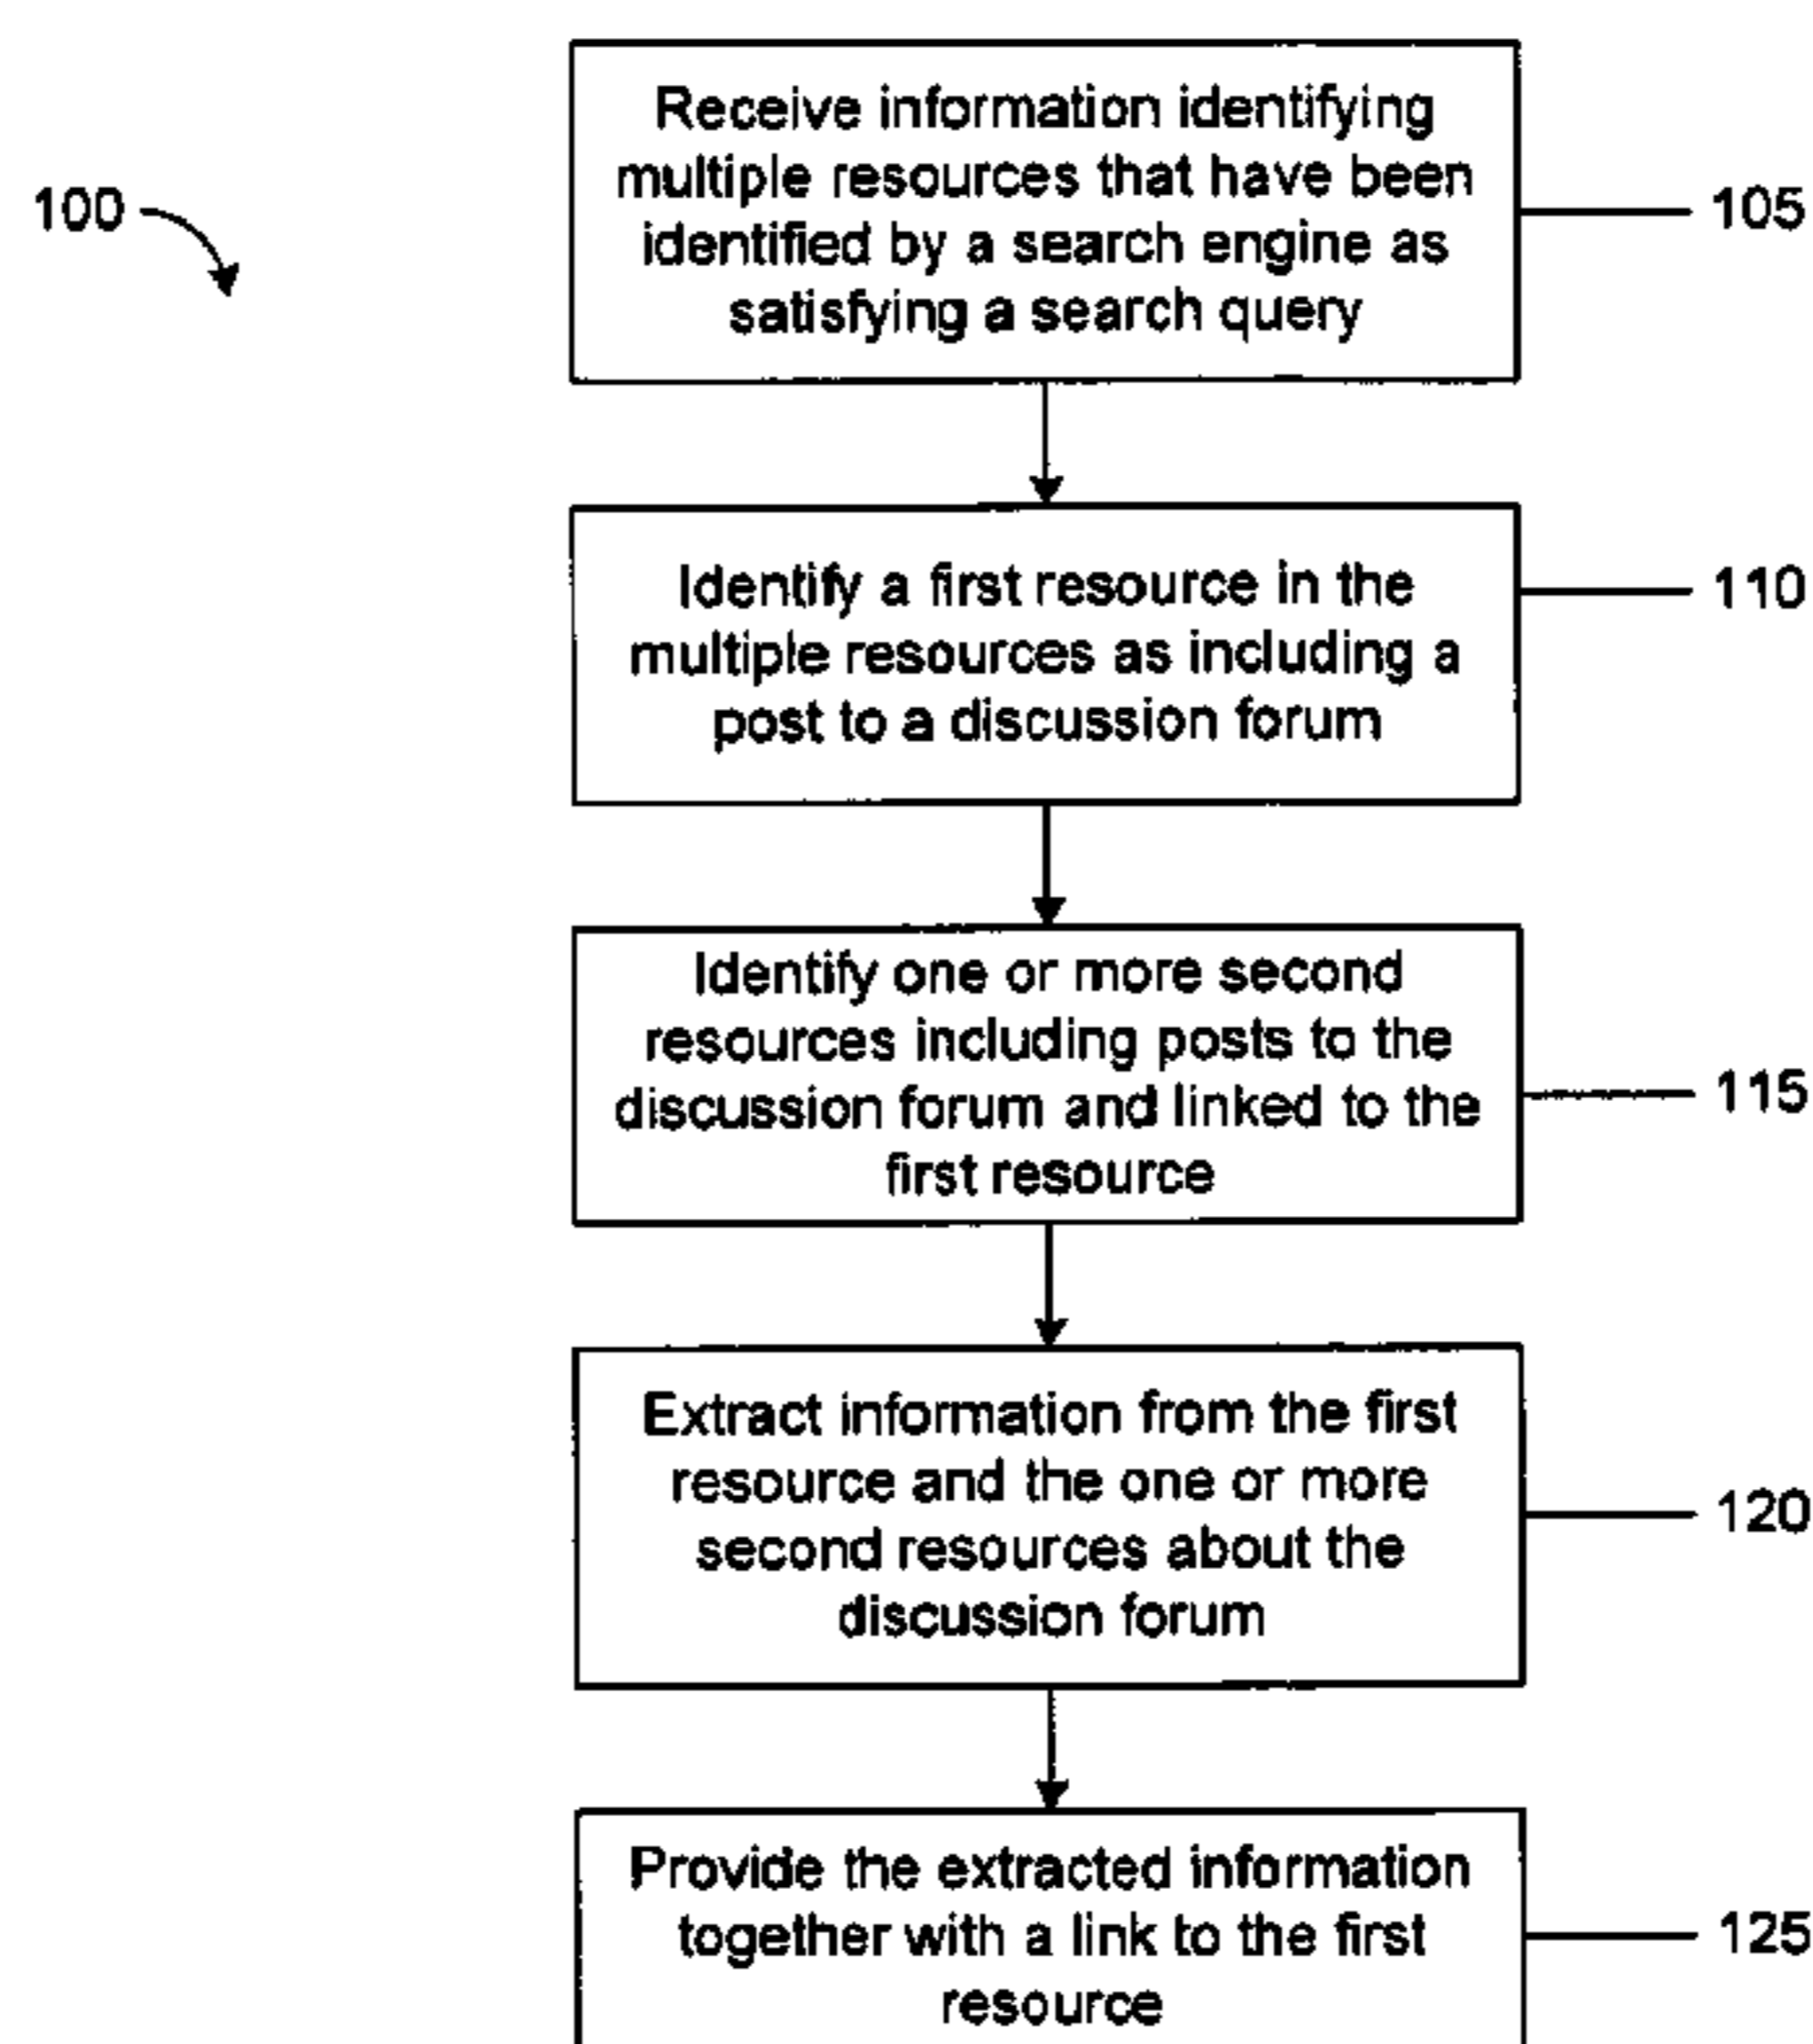 100
Receive information identifying
multiple resources that have been
identified by a search engine as
satisfying a search query
105
Identify a first resource in the
multiple resources as including a
post to a discussion forum
110
Identify one or more second
resources including posts to the
discussion forum and linked to the
first resource
115
Extract information from the first
resource and the one or more
second resources about the
discussion forum
120
Provide the extracted information
together with a link to the first
resource
125